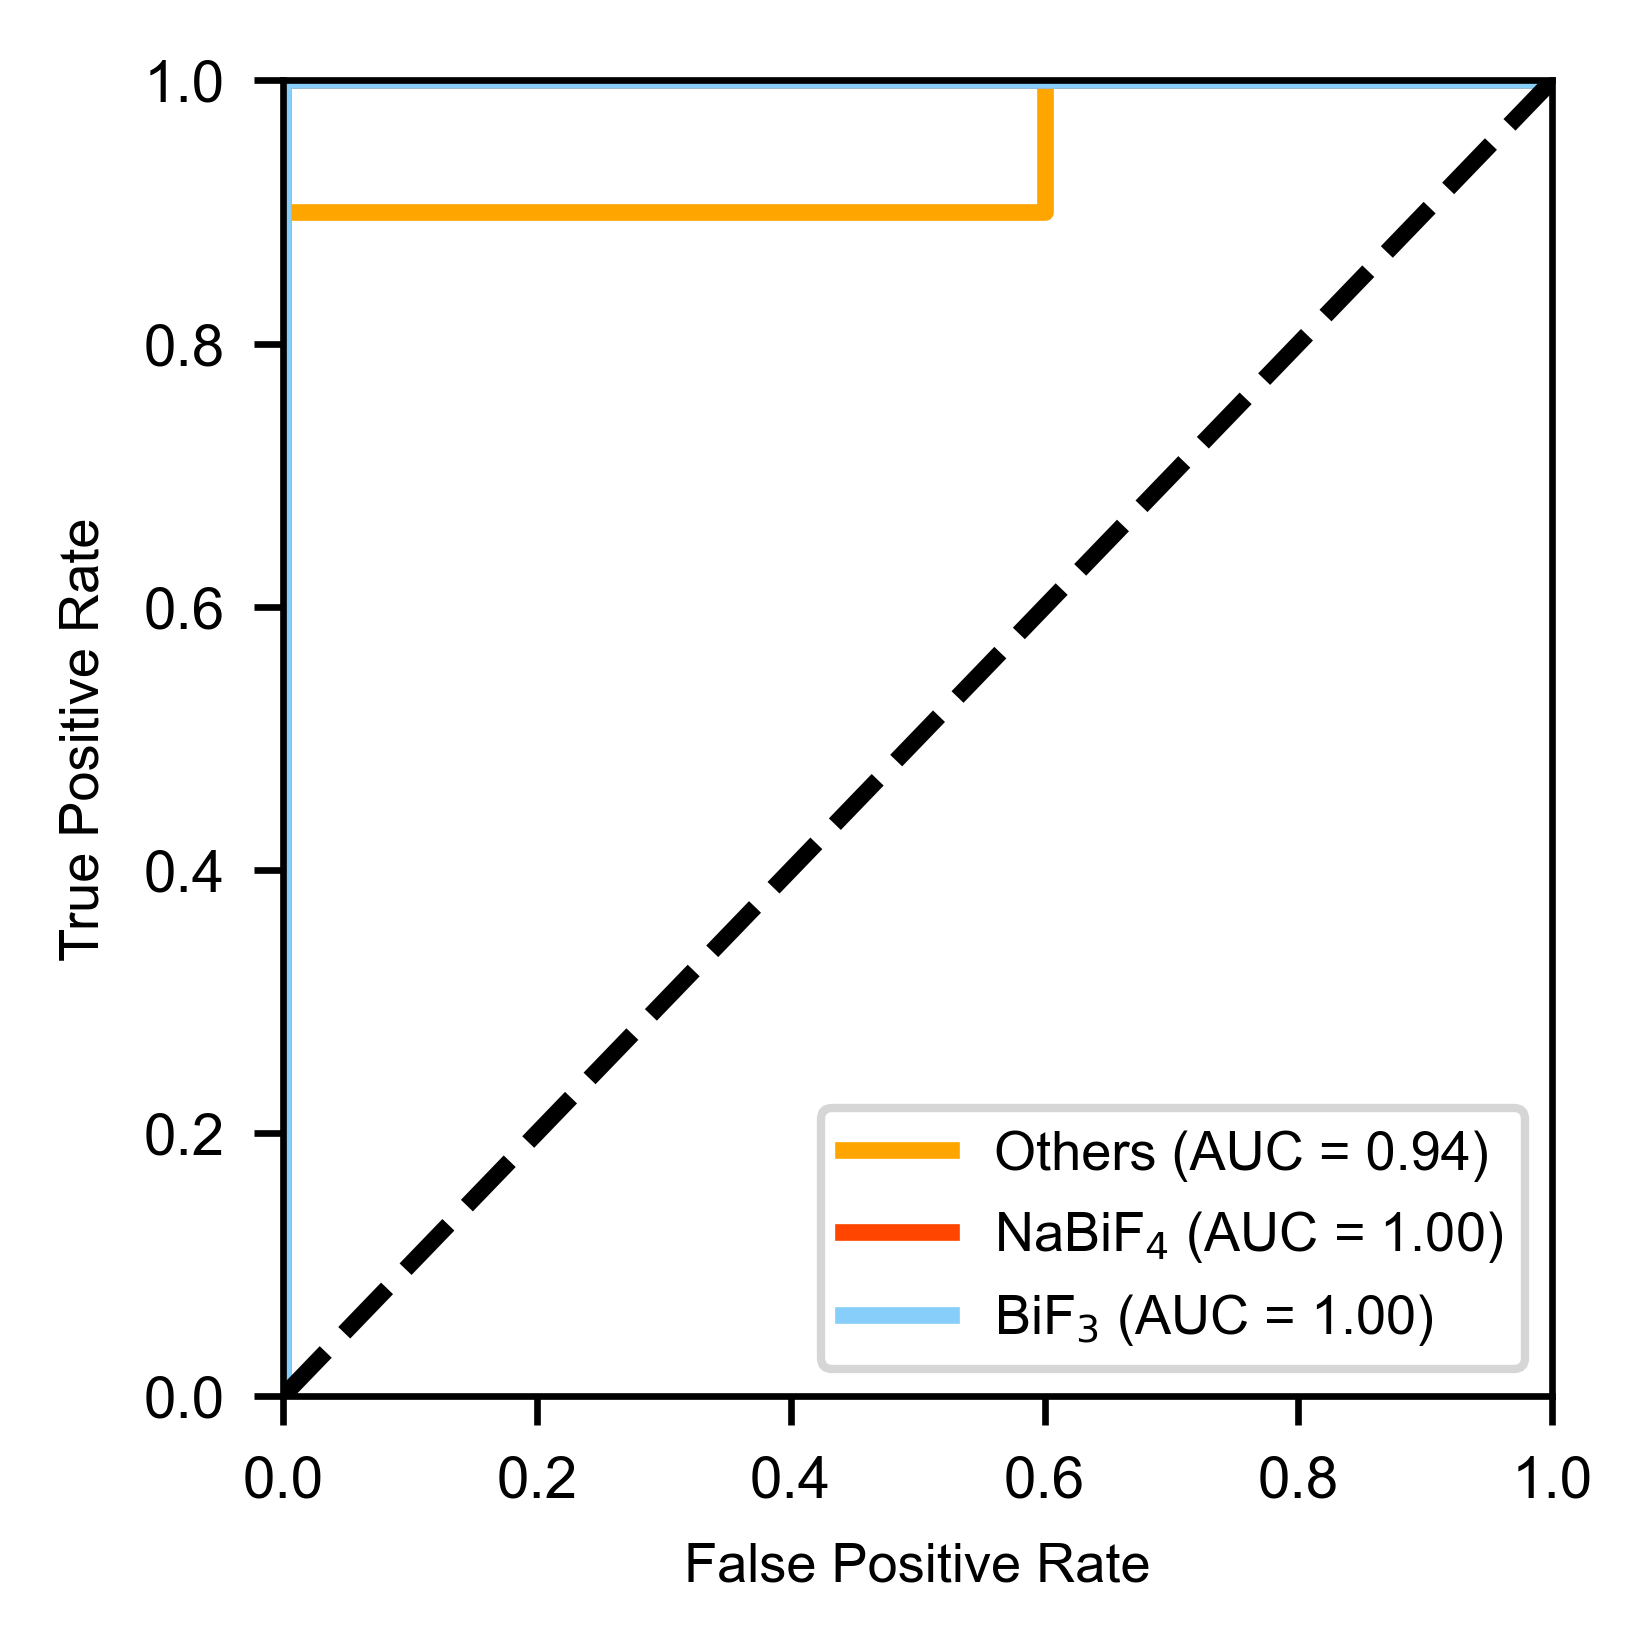 1.0
0.8
0.6
0.4
0.2
0.0
0.0 0.2 0.4 0.6 0.8 1.0
True Positive Rate
False Positive Rate
Others (AUC = 0.94)
NaBiF₄ (AUC = 1.00)
BiF₃ (AUC = 1.00)